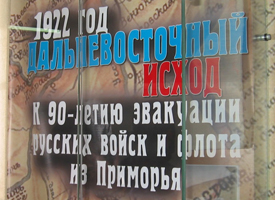 1922 ГОД
ДАЛЬНЕВОСТОЧНЫЙ
ИСХОД
К 90-летию эвакуации
русских войск и флота
из Приморья